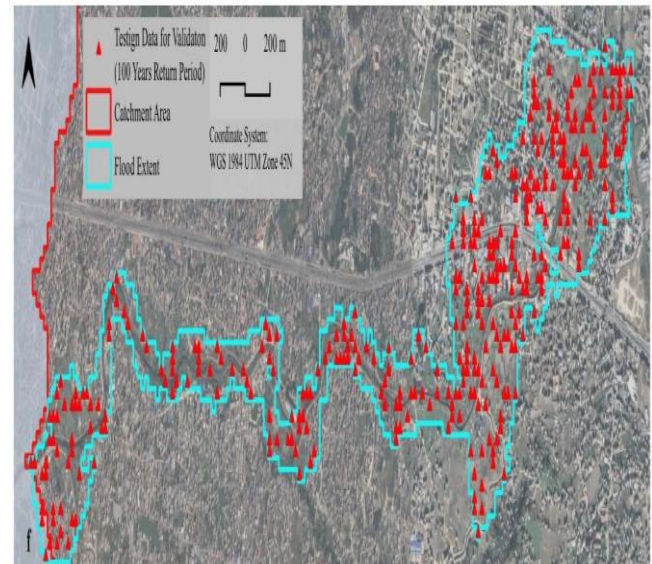 Testign Data for Validaton
(100 Years Return Period)
Catchment Area
Flood Extent
200 0 200 m
Coordinate System:
WGS 1984 UTM Zone 45N
f